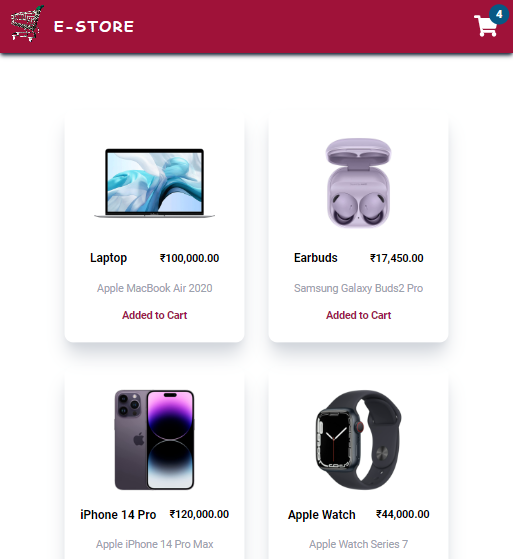 E-STORE
4
Laptop ₹100,000.00
Apple MacBook Air 2020
Added to Cart
Earbuds ₹17,450.00
Samsung Galaxy Buds2 Pro
Added to Cart
iPhone 14 Pro ₹120,000.00
Apple iPhone 14 Pro Max
Apple Watch ₹44,000.00
Apple Watch Series 7